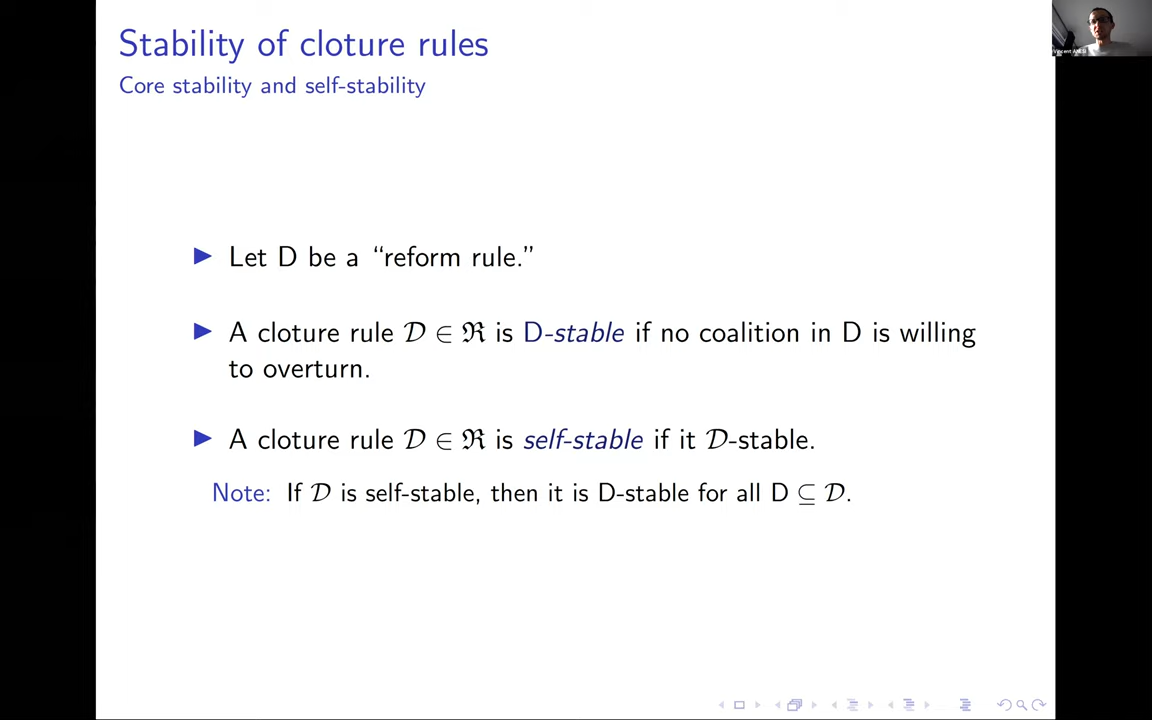 Stability of cloture rules
Core stability and self-stability
▶ Let D be a “reform rule.”
▶ A cloture rule 𝒟 ∈ ℜ is D-stable if no coalition in D is willing
to overturn.
▶ A cloture rule 𝒟 ∈ ℜ is self-stable if it 𝒟-stable.
Note: If 𝒟 is self-stable, then it is D-stable for all D ⊆ 𝒟.
Vincent